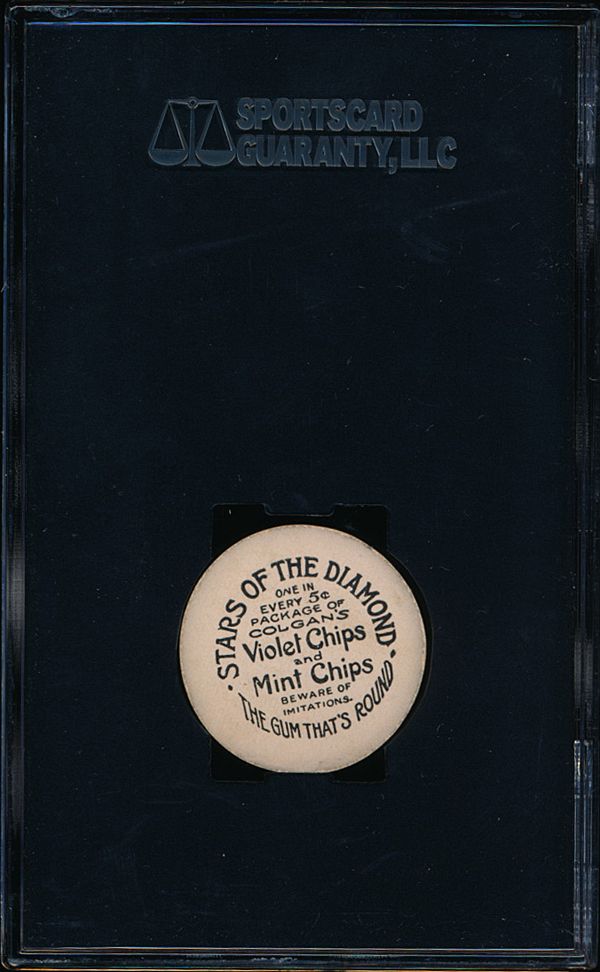 SPORTSCARD
GUARANTY, LLC
• STARS OF THE DIAMOND •
ONE IN
EVERY 5¢
PACKAGE OF
COLGAN'S
Violet Chips
and
Mint Chips
BEWARE OF
IMITATIONS.
THE GUM THAT'S ROUND